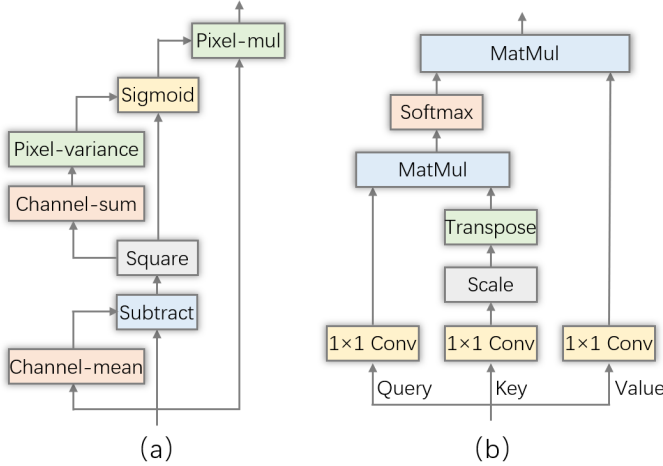 Pixel-mul
Sigmoid
Pixel-variance
Channel-sum
Square
Subtract
Channel-mean
(a)
MatMul
Softmax
MatMul
Transpose
Scale
1×1 Conv 1×1 Conv 1×1 Conv
Query Key Value
(b)